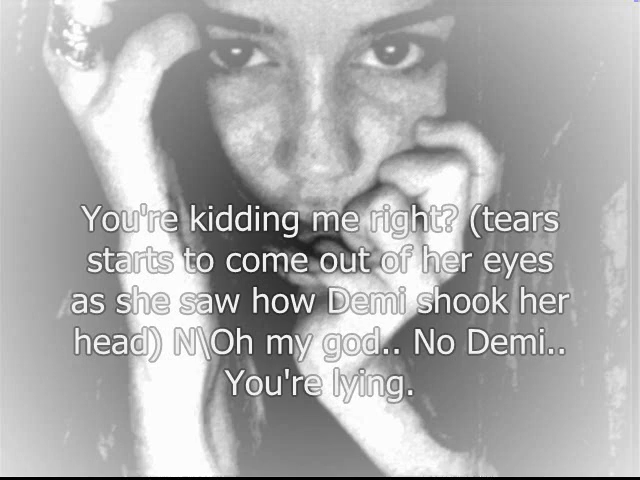 You're kidding me right? (tears
starts to come out of her eyes
as she saw how Demi shook her
head) N\Oh my god.. No Demi..
You're lying.